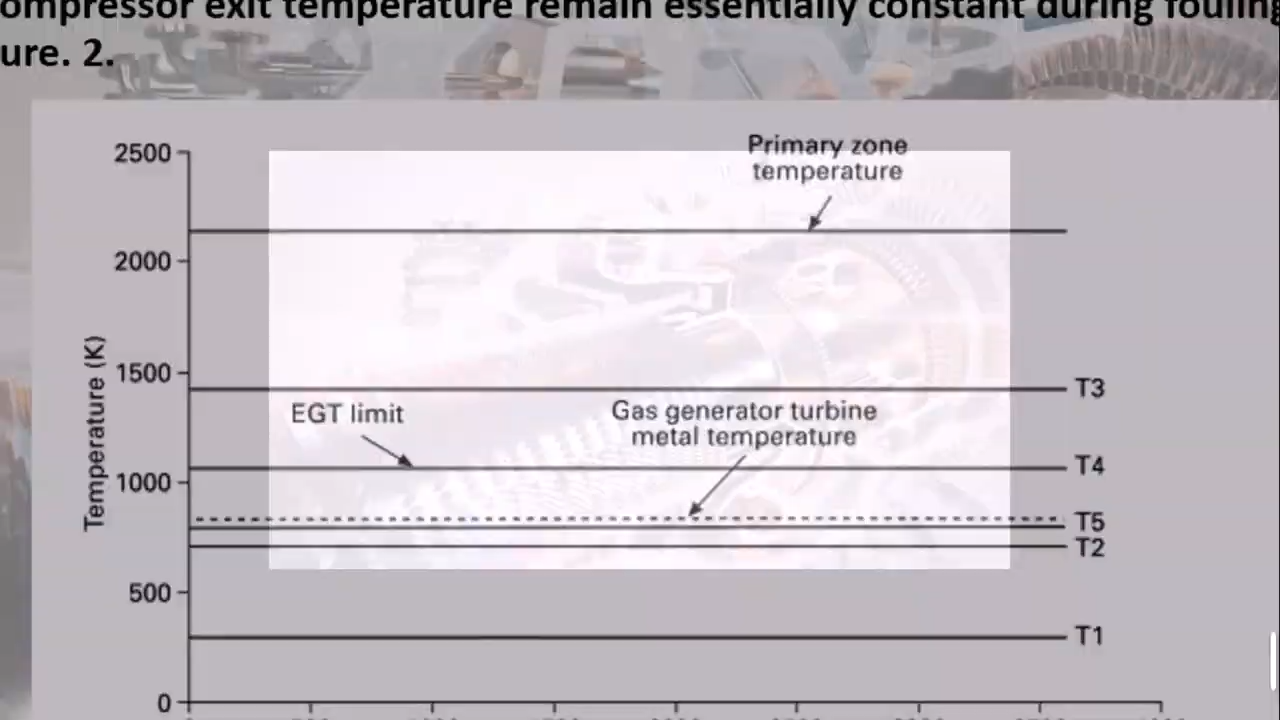 ompressor exit temperature remain essentially constant during fouling
ure. 2.
Primary zone
temperature
2500
2000
1500
1000
500
0
Temperature (K)
EGT limit
Gas generator turbine
metal temperature
T3
T4
T5
T2
T1